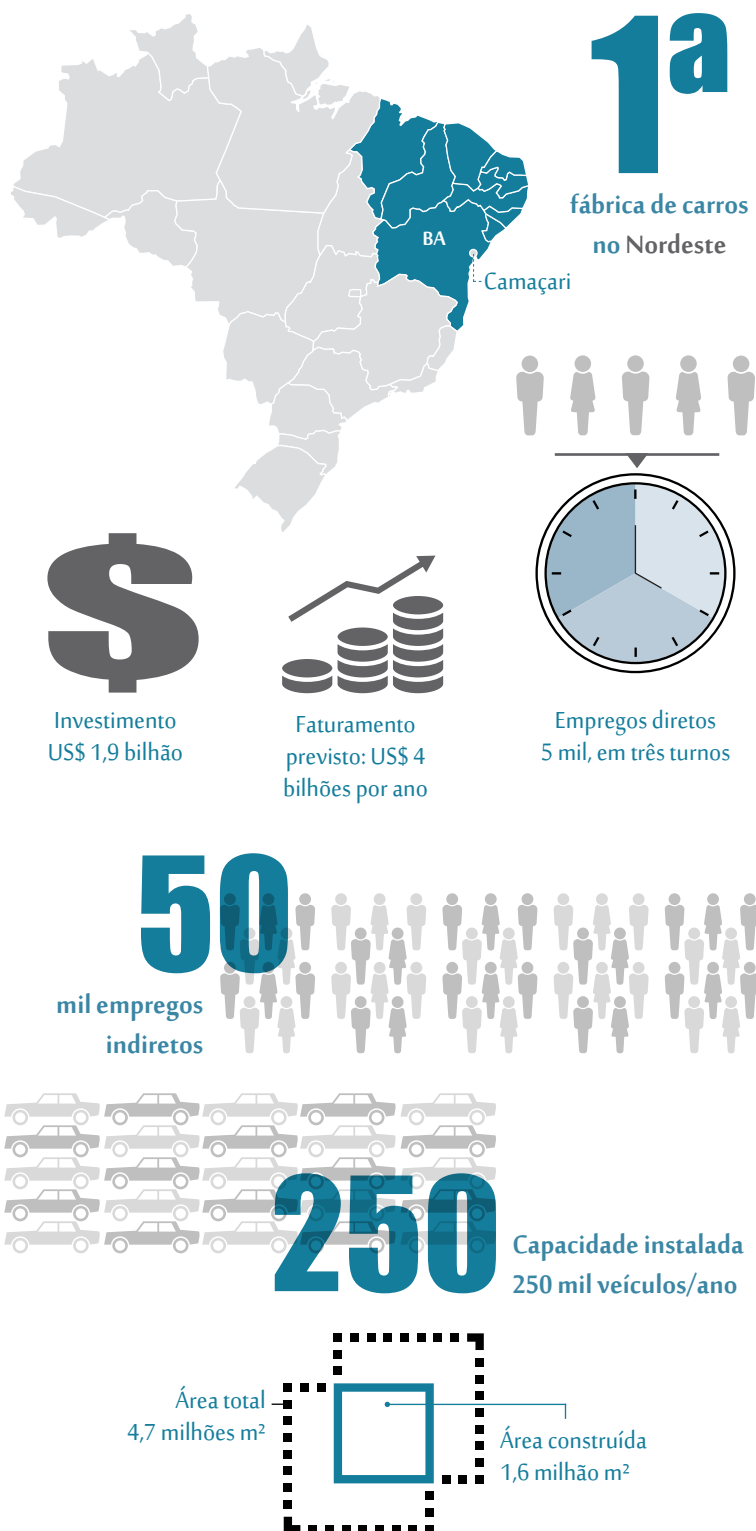 1ª
fábrica de carros
no Nordeste
BA
Camaçari
Investimento
US$ 1,9 bilhão
Faturamento
previsto: US$ 4
bilhões por ano
Empregos diretos
5 mil, em três turnos
50
mil empregos
indiretos
250
Capacidade instalada
250 mil veículos/ano
Área total
4,7 milhões m²
Área construída
1,6 milhão m²